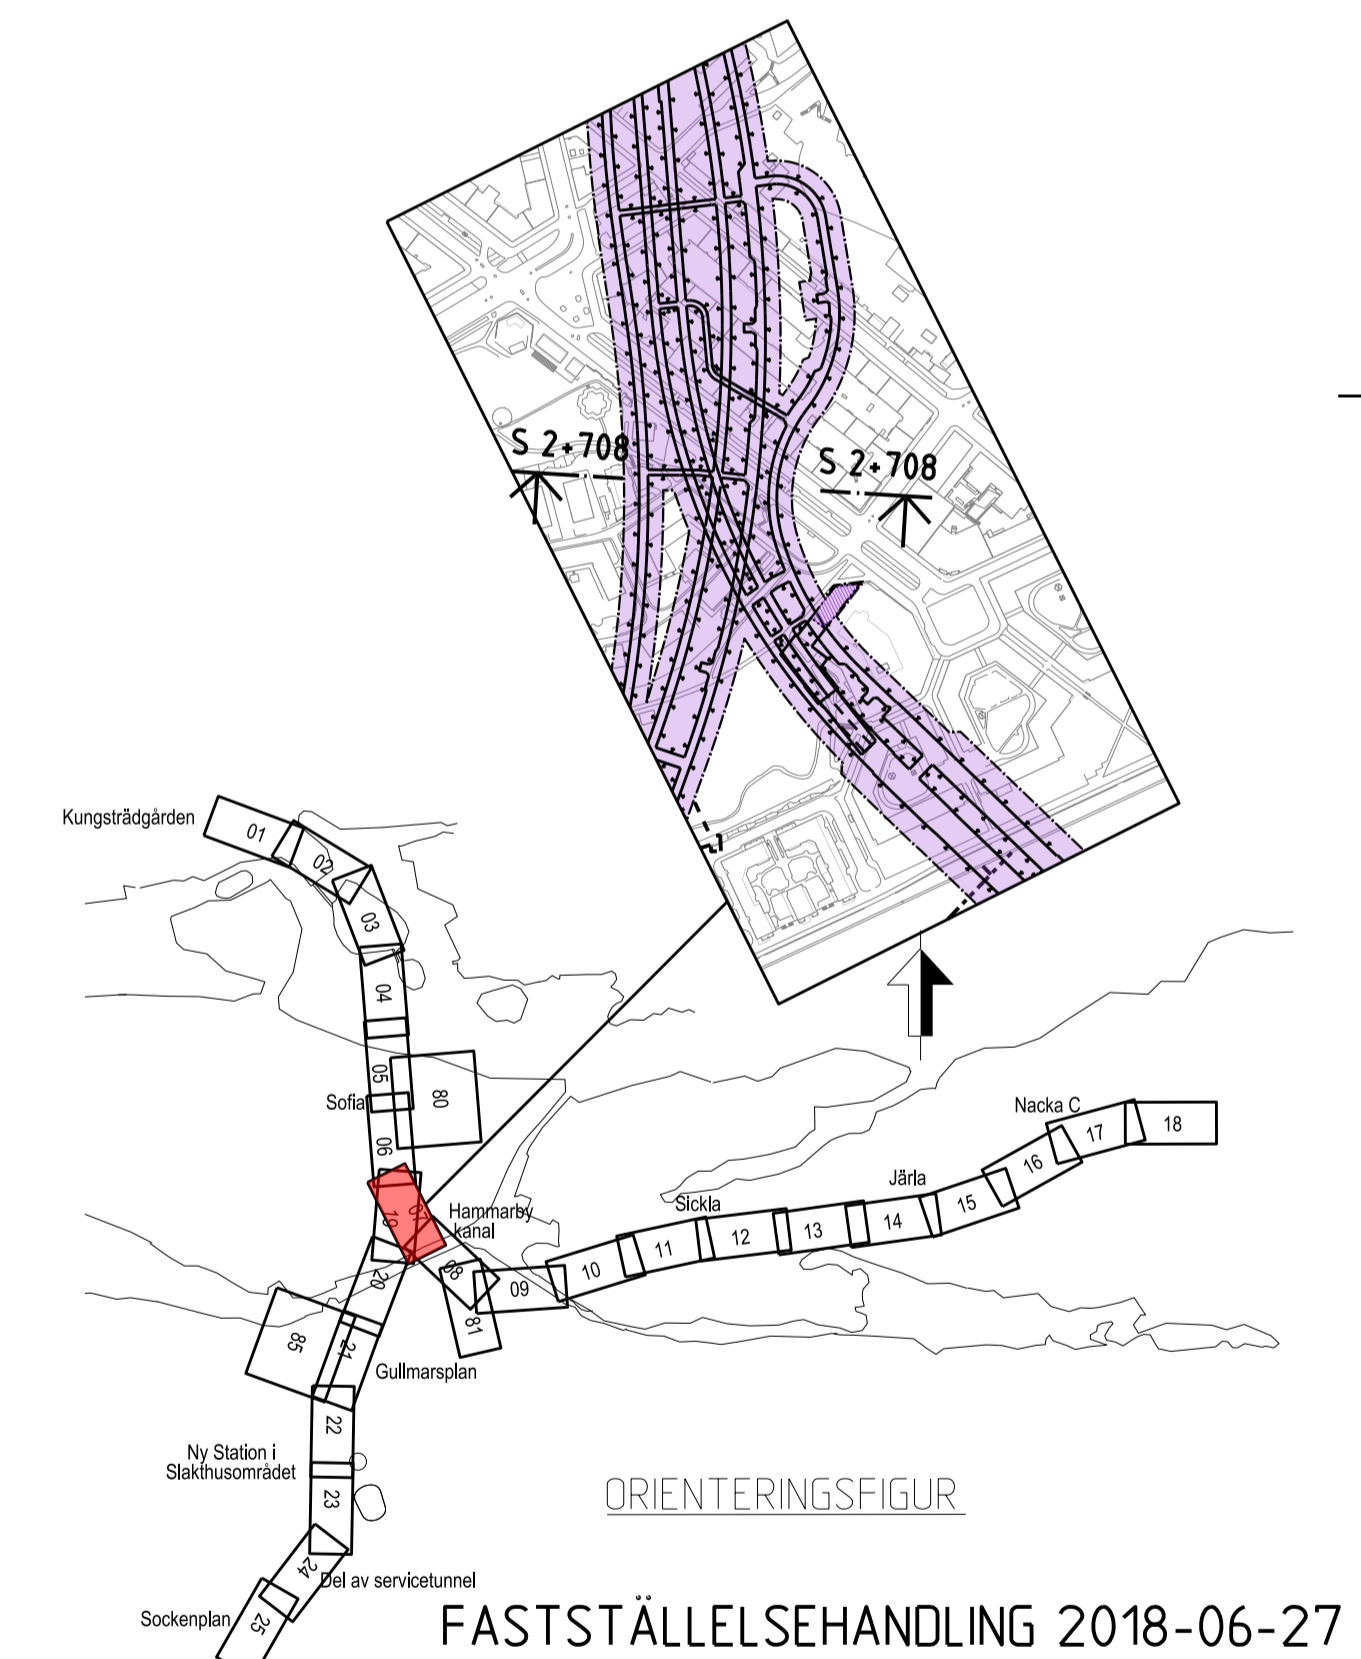 S 2+708
S 2+708
Kungsträdgården
01
02
03
04
05
80
Sofia
06
07
19
Hammarby
kanal
08
20
09
81
10
11
Sickla
12
13
14
Järla
15
16
Nacka C
17
18
85
21
Gullmarsplan
22
Ny Station i
Slakthusområdet
23
24
Del av servicetunnel
Sockenplan
25
ORIENTERINGSFIGUR
FASTSTÄLLELSEHANDLING 2018-06-27